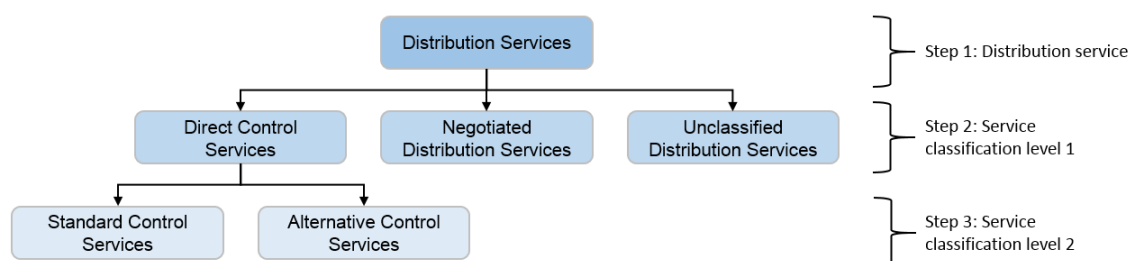 Distribution Services
Step 1: Distribution service
Direct Control
Services
Negotiated
Distribution Services
Unclassified
Distribution Services
Step 2: Service
classification level 1
Standard Control
Services
Alternative Control
Services
Step 3: Service
classification level 2